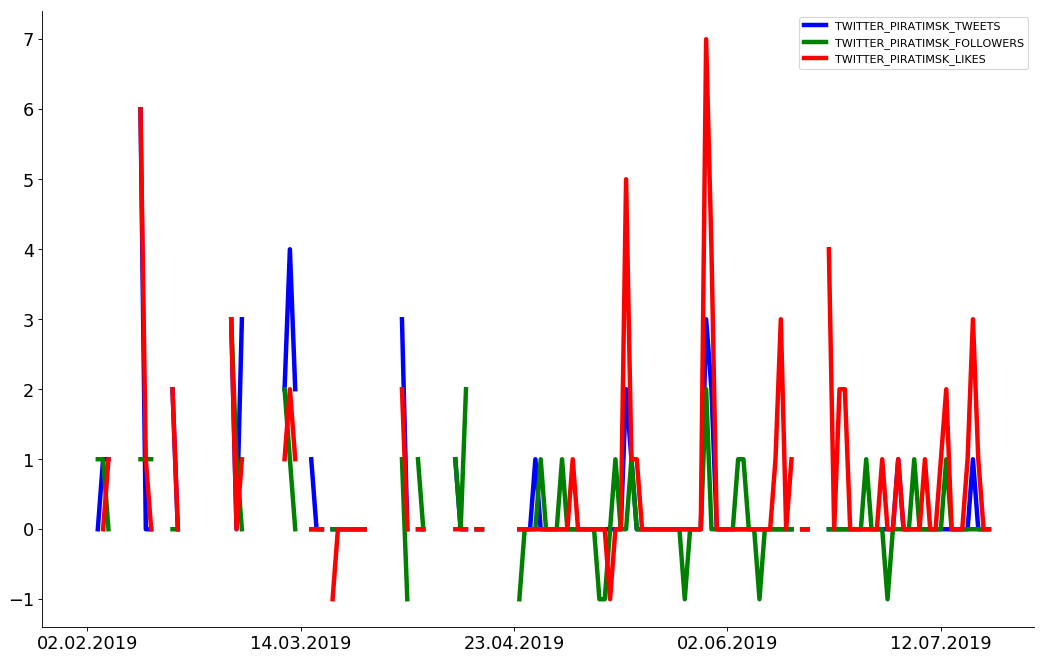 TWITTER_PIRATIMSK_TWEETS
TWITTER_PIRATIMSK_FOLLOWERS
TWITTER_PIRATIMSK_LIKES
7
6
5
4
3
2
1
0
−1
02.02.2019 14.03.2019 23.04.2019 02.06.2019 12.07.2019